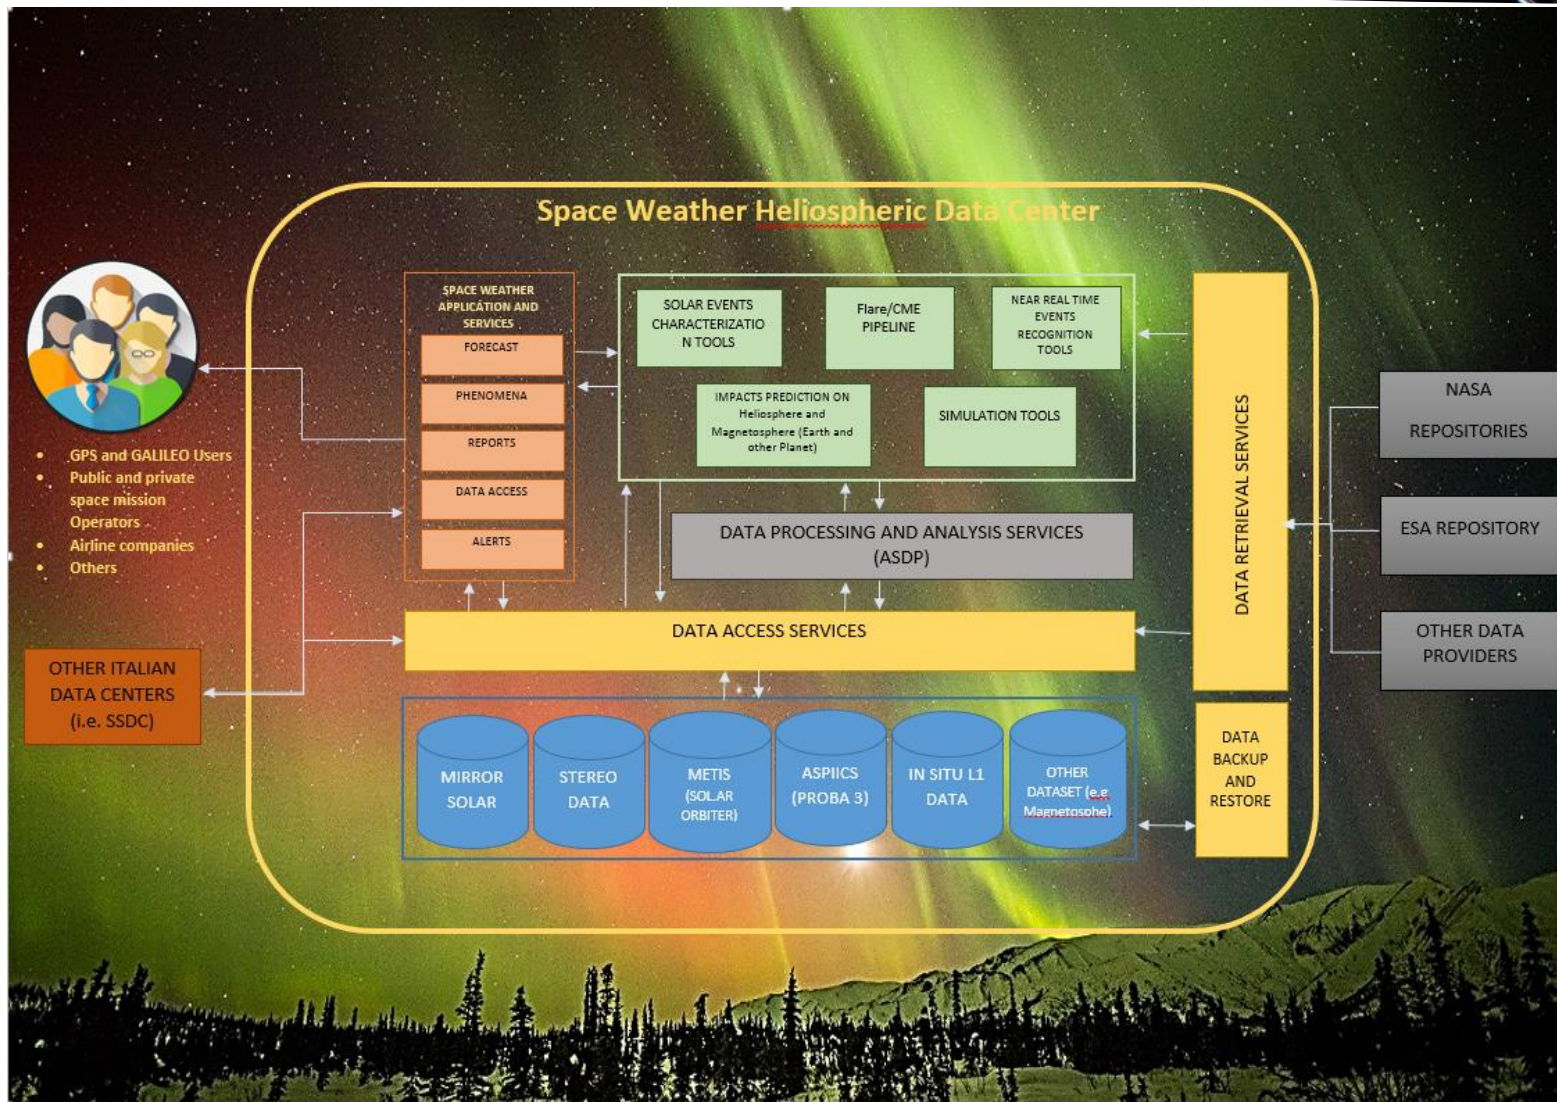 Space Weather Heliospheric Data Center
SPACE WEATHER
APPLICATION AND
SERVICES
FORECAST
PHENOMENA
REPORTS
DATA ACCESS
ALERTS
SOLAR EVENTS
CHARACTERIZATIO
N TOOLS
Flare/CME
PIPELINE
NEAR REAL TIME
EVENTS
RECOGNITION
TOOLS
IMPACTS PREDICTION ON
Heliosphere and
Magnetosphere (Earth and
other Planet)
SIMULATION TOOLS
DATA PROCESSING AND ANALYSIS SERVICES
(ASDP)
DATA ACCESS SERVICES
DATA RETRIEVAL SERVICES
NASA
REPOSITORIES
ESA REPOSITORY
OTHER DATA
PROVIDERS
• GPS and GALILEO Users
• Public and private
space mission
Operators
• Airline companies
• Others
OTHER ITALIAN
DATA CENTERS
(i.e. SSDC)
MIRROR
SOLAR
STEREO
DATA
METIS
(SOLAR
ORBITER)
ASPIICS
(PROBA 3)
IN SITU L1
DATA
OTHER
DATASET (e.g
Magnetosphe)
DATA
BACKUP
AND
RESTORE